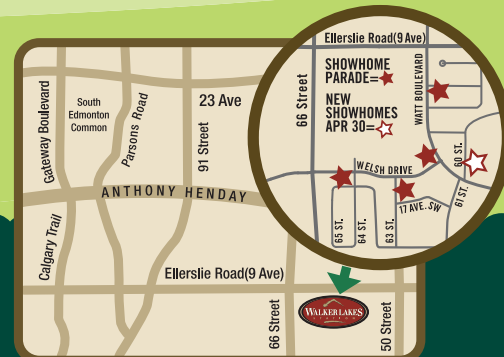 Ellerslie Road(9 Ave)
SHOWHOME
PARADE=
NEW
SHOWHOMES
APR 30=
66 Street
WATT BOULEVARD
WELSH DRIVE
60 ST.
61 ST.
17 AVE. SW
65 ST.
64 ST.
63 ST.
Gateway Boulevard
South
Edmonton
Common
Parsons Road
23 Ave
91 Street
ANTHONY HENDAY
Calgary Trail
Ellerslie Road(9 Ave)
66 Street
WALKER LAKES
50 Street